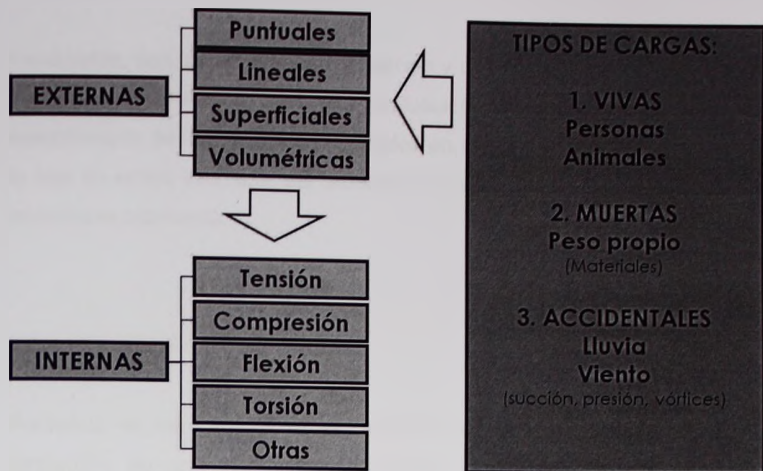 EXTERNAS
Puntuales
Lineales
Superficiales
Volumétricas
INTERNAS
Tensión
Compresión
Flexión
Torsión
Otras
TIPOS DE CARGAS:
1. VIVAS
Personas
Animales
2. MUERTAS
Peso propio
(Materiales)
3. ACCIDENTALES
Lluvia
Viento
(succión, presión, vórtices)